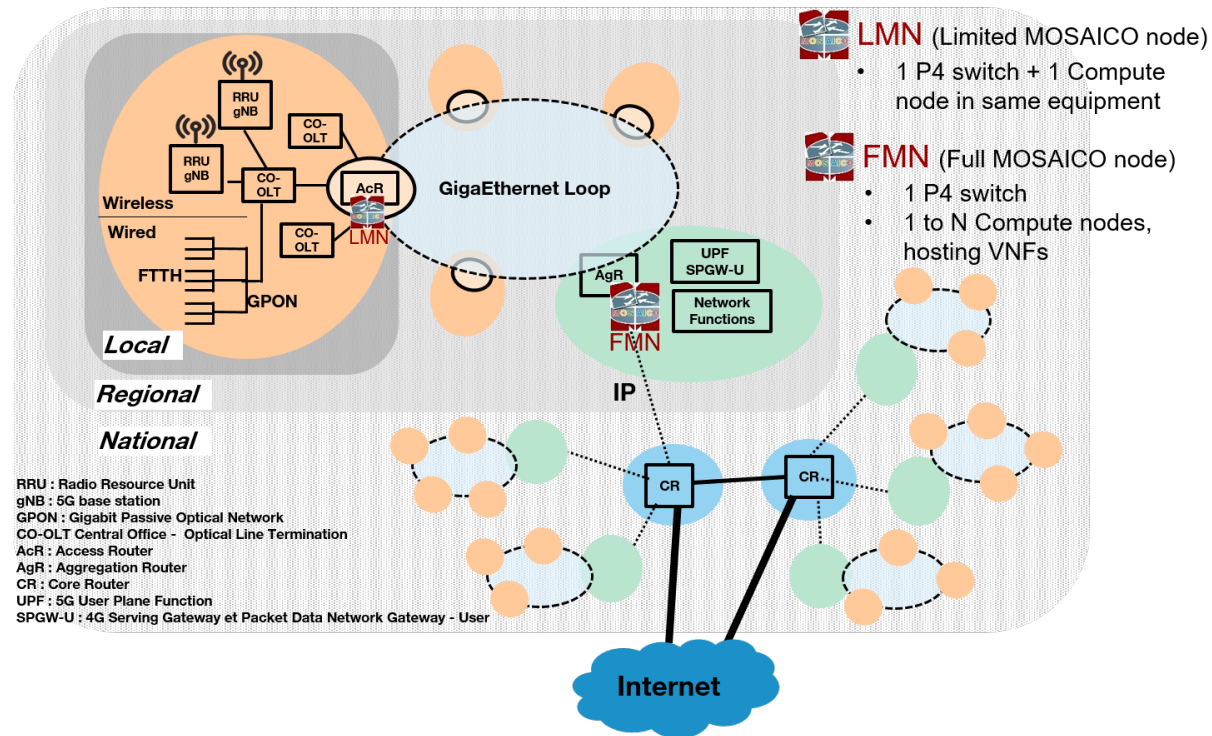 LMN (Limited MOSAICO node)
• 1 P4 switch + 1 Compute
node in same equipment
FMN (Full MOSAICO node)
• 1 P4 switch
• 1 to N Compute nodes,
hosting VNFs
RRU
gNB
RRU
gNB
CO-
OLT
CO-
OLT
AcR
LMN
CO-
OLT
Wireless
Wired
FTTH
GPON
Local
GigaEthernet Loop
AgR
FMN
UPF
SPGW-U
Network
Functions
IP
Regional
National
CR
CR
RRU : Radio Resource Unit
gNB : 5G base station
GPON : Gigabit Passive Optical Network
CO-OLT Central Office - Optical Line Termination
AcR : Access Router
AgR : Aggregation Router
CR : Core Router
UPF : 5G User Plane Function
SPGW-U : 4G Serving Gateway et Packet Data Network Gateway - User
Internet